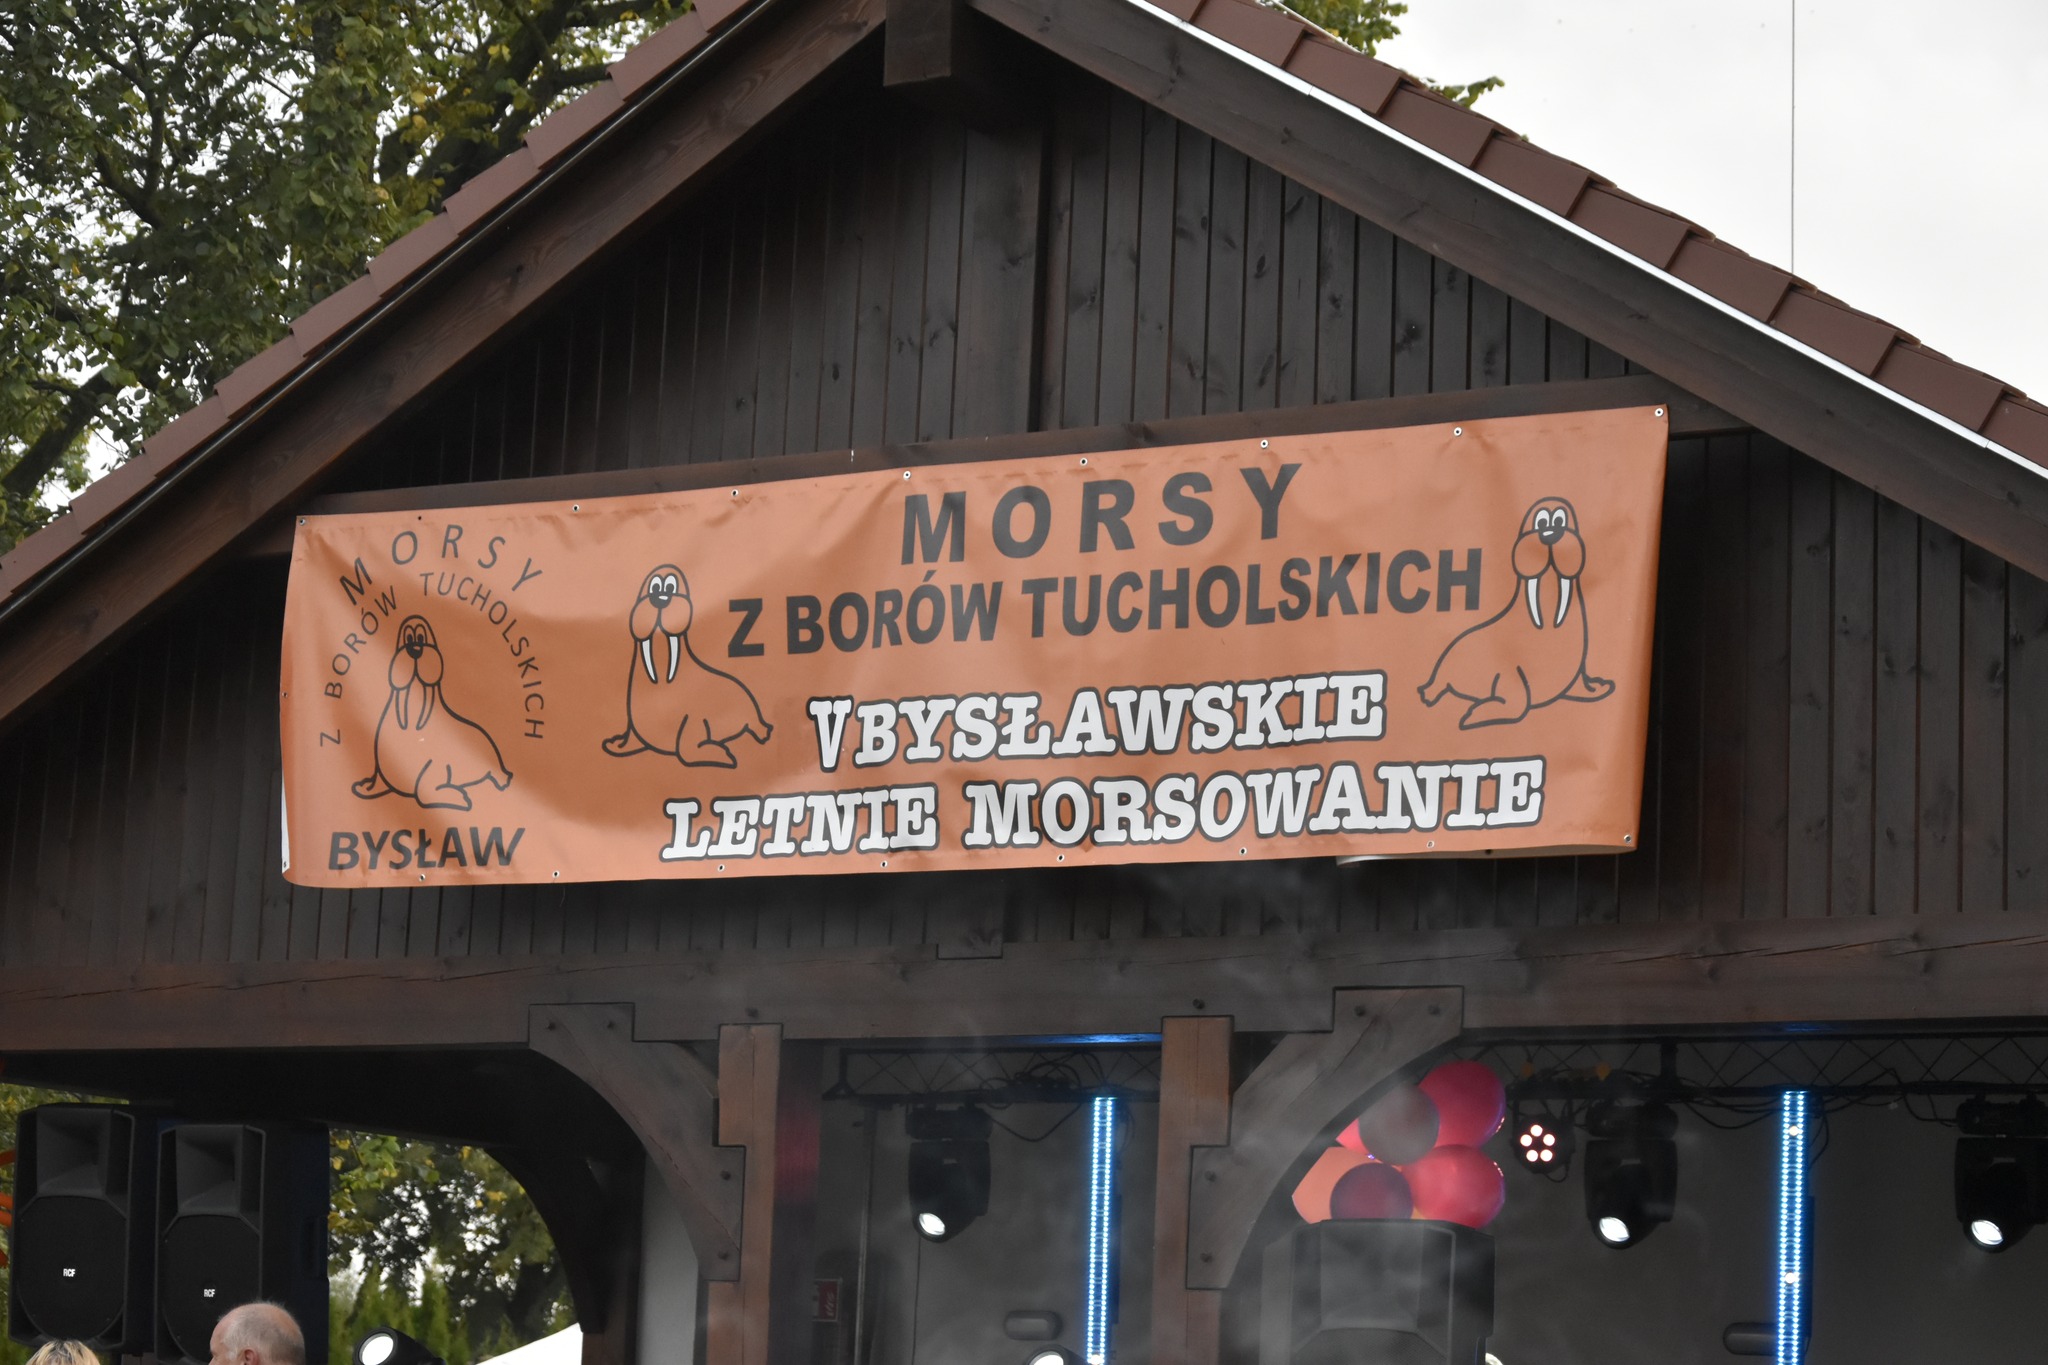 MORSY
Z BORÓW TUCHOLSKICH
BYSŁAW
MORSY
Z BORÓW TUCHOLSKICH
V BYSŁAWSKIE
LETNIE MORSOWANIE
RCF
RCF